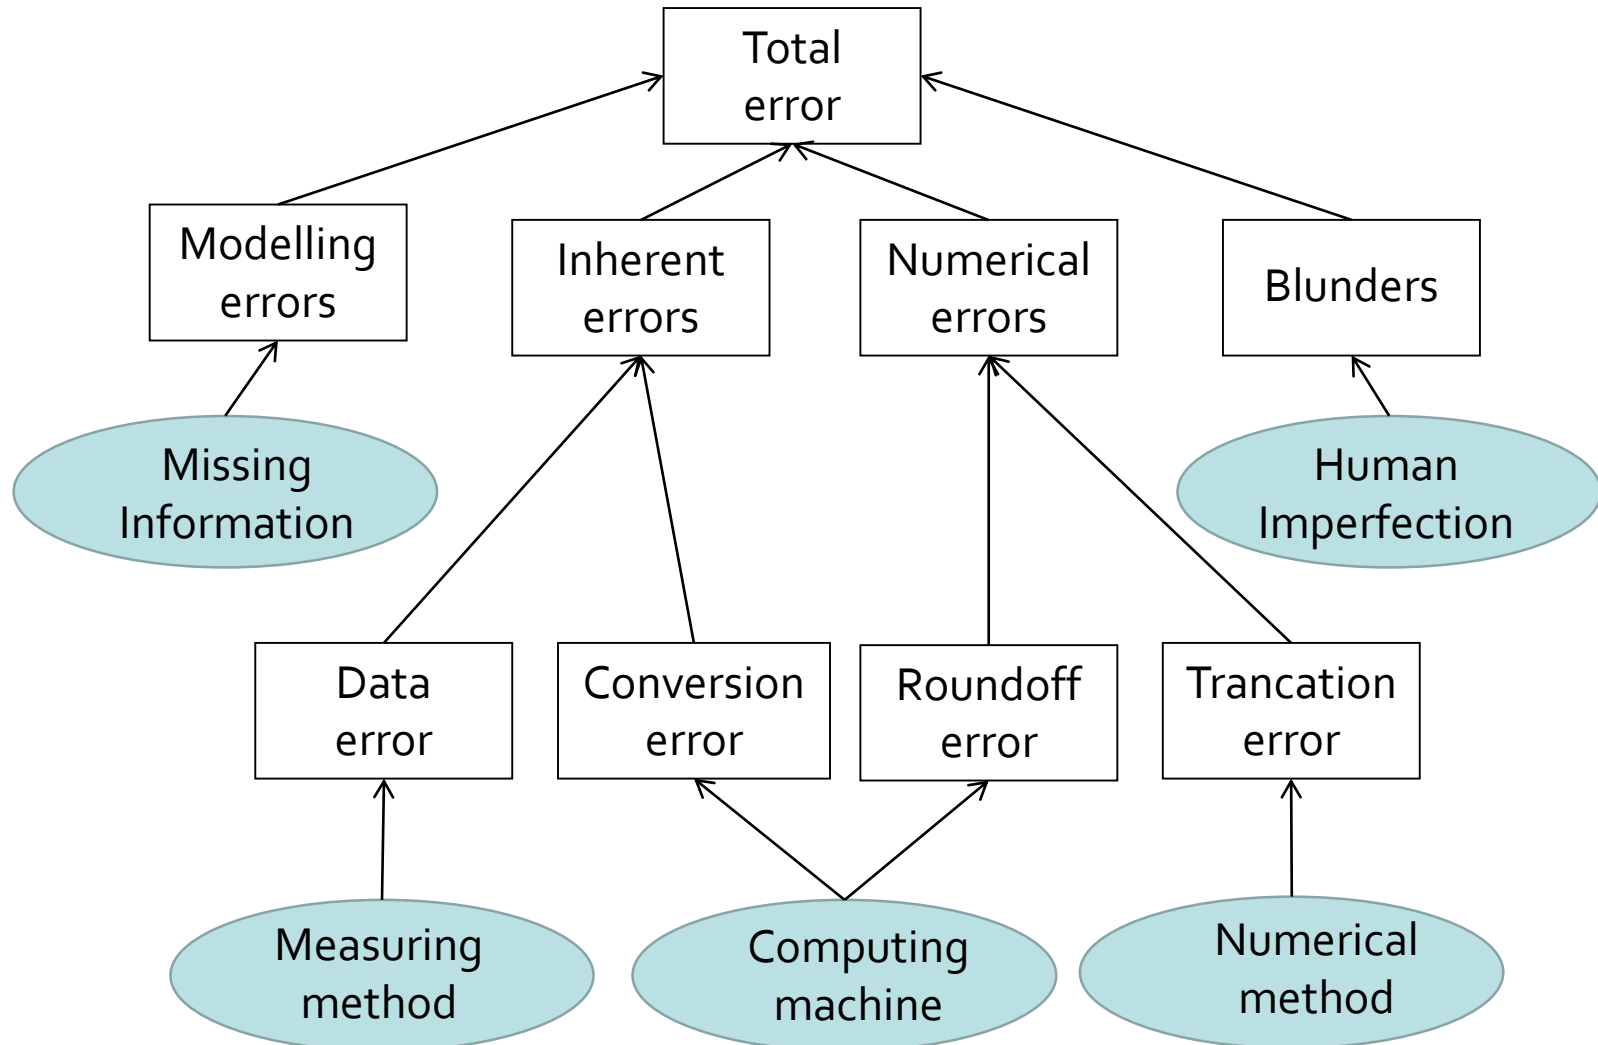 Total
error
Modelling
errors
Inherent
errors
Numerical
errors
Blunders
Missing
Information
Human
Imperfection
Data
error
Conversion
error
Roundoff
error
Trancation
error
Measuring
method
Computing
machine
Numerical
method